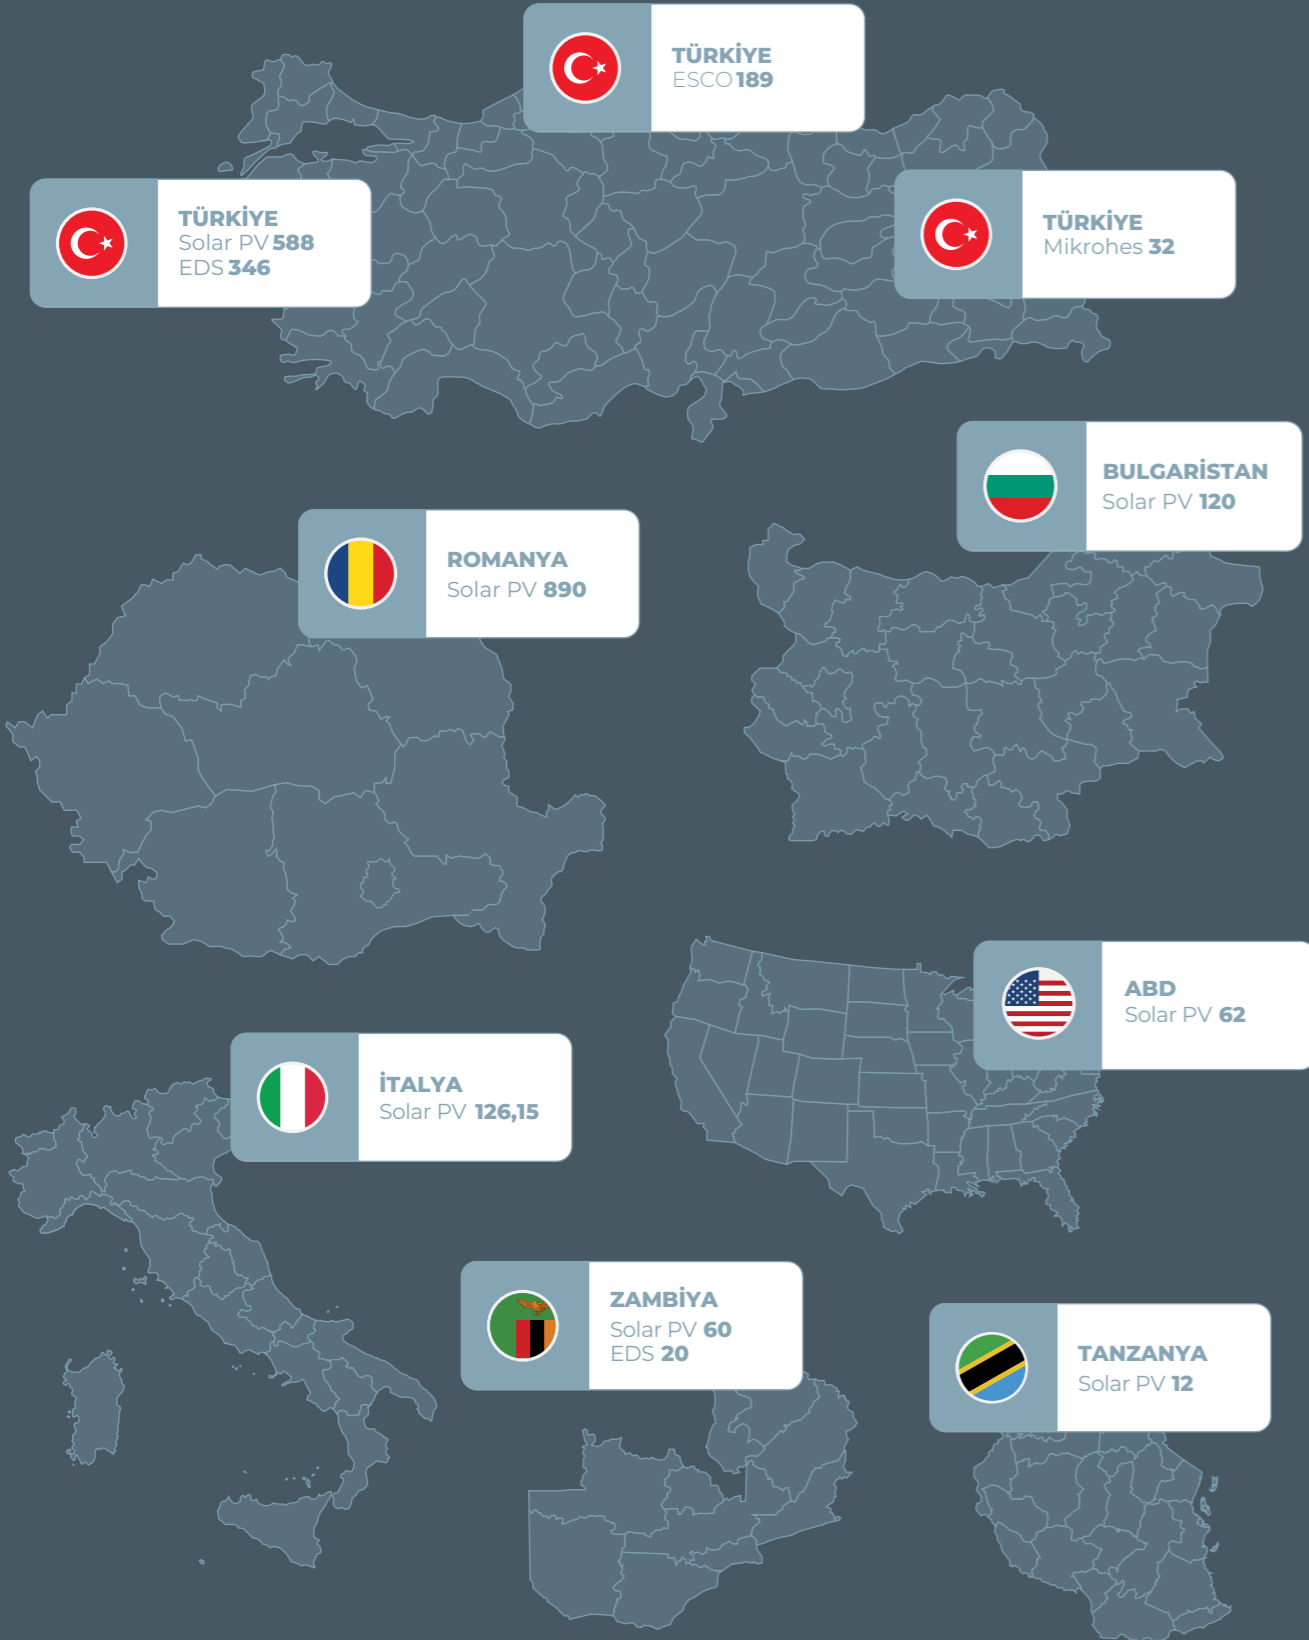 TÜRKİYE
ESCO 189
TÜRKİYE
Solar PV 588
EDS 346
TÜRKİYE
Mikrohes 32
BULGARİSTAN
Solar PV 120
ROMANYA
Solar PV 890
ABD
Solar PV 62
İTALYA
Solar PV 126,15
ZAMBİYA
Solar PV 60
EDS 20
TANZANYA
Solar PV 12